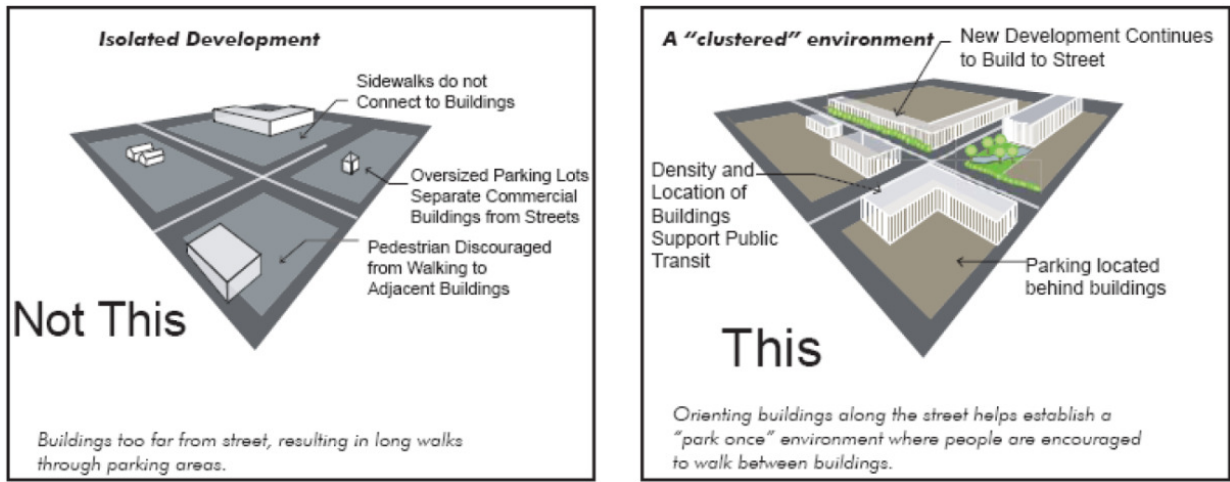 Isolated Development
Sidewalks do not
Connect to Buildings
Oversized Parking Lots
Separate Commercial
Buildings from Streets
Pedestrian Discouraged
from Walking to
Adjacent Buildings
Not This
Buildings too far from street, resulting in long walks
through parking areas.
A “clustered” environment
New Development Continues
to Build to Street
Density and
Location of
Buildings
Support Public
Transit
Parking located
behind buildings
This
Orienting buildings along the street helps establish a
“park once” environment where people are encouraged
to walk between buildings.